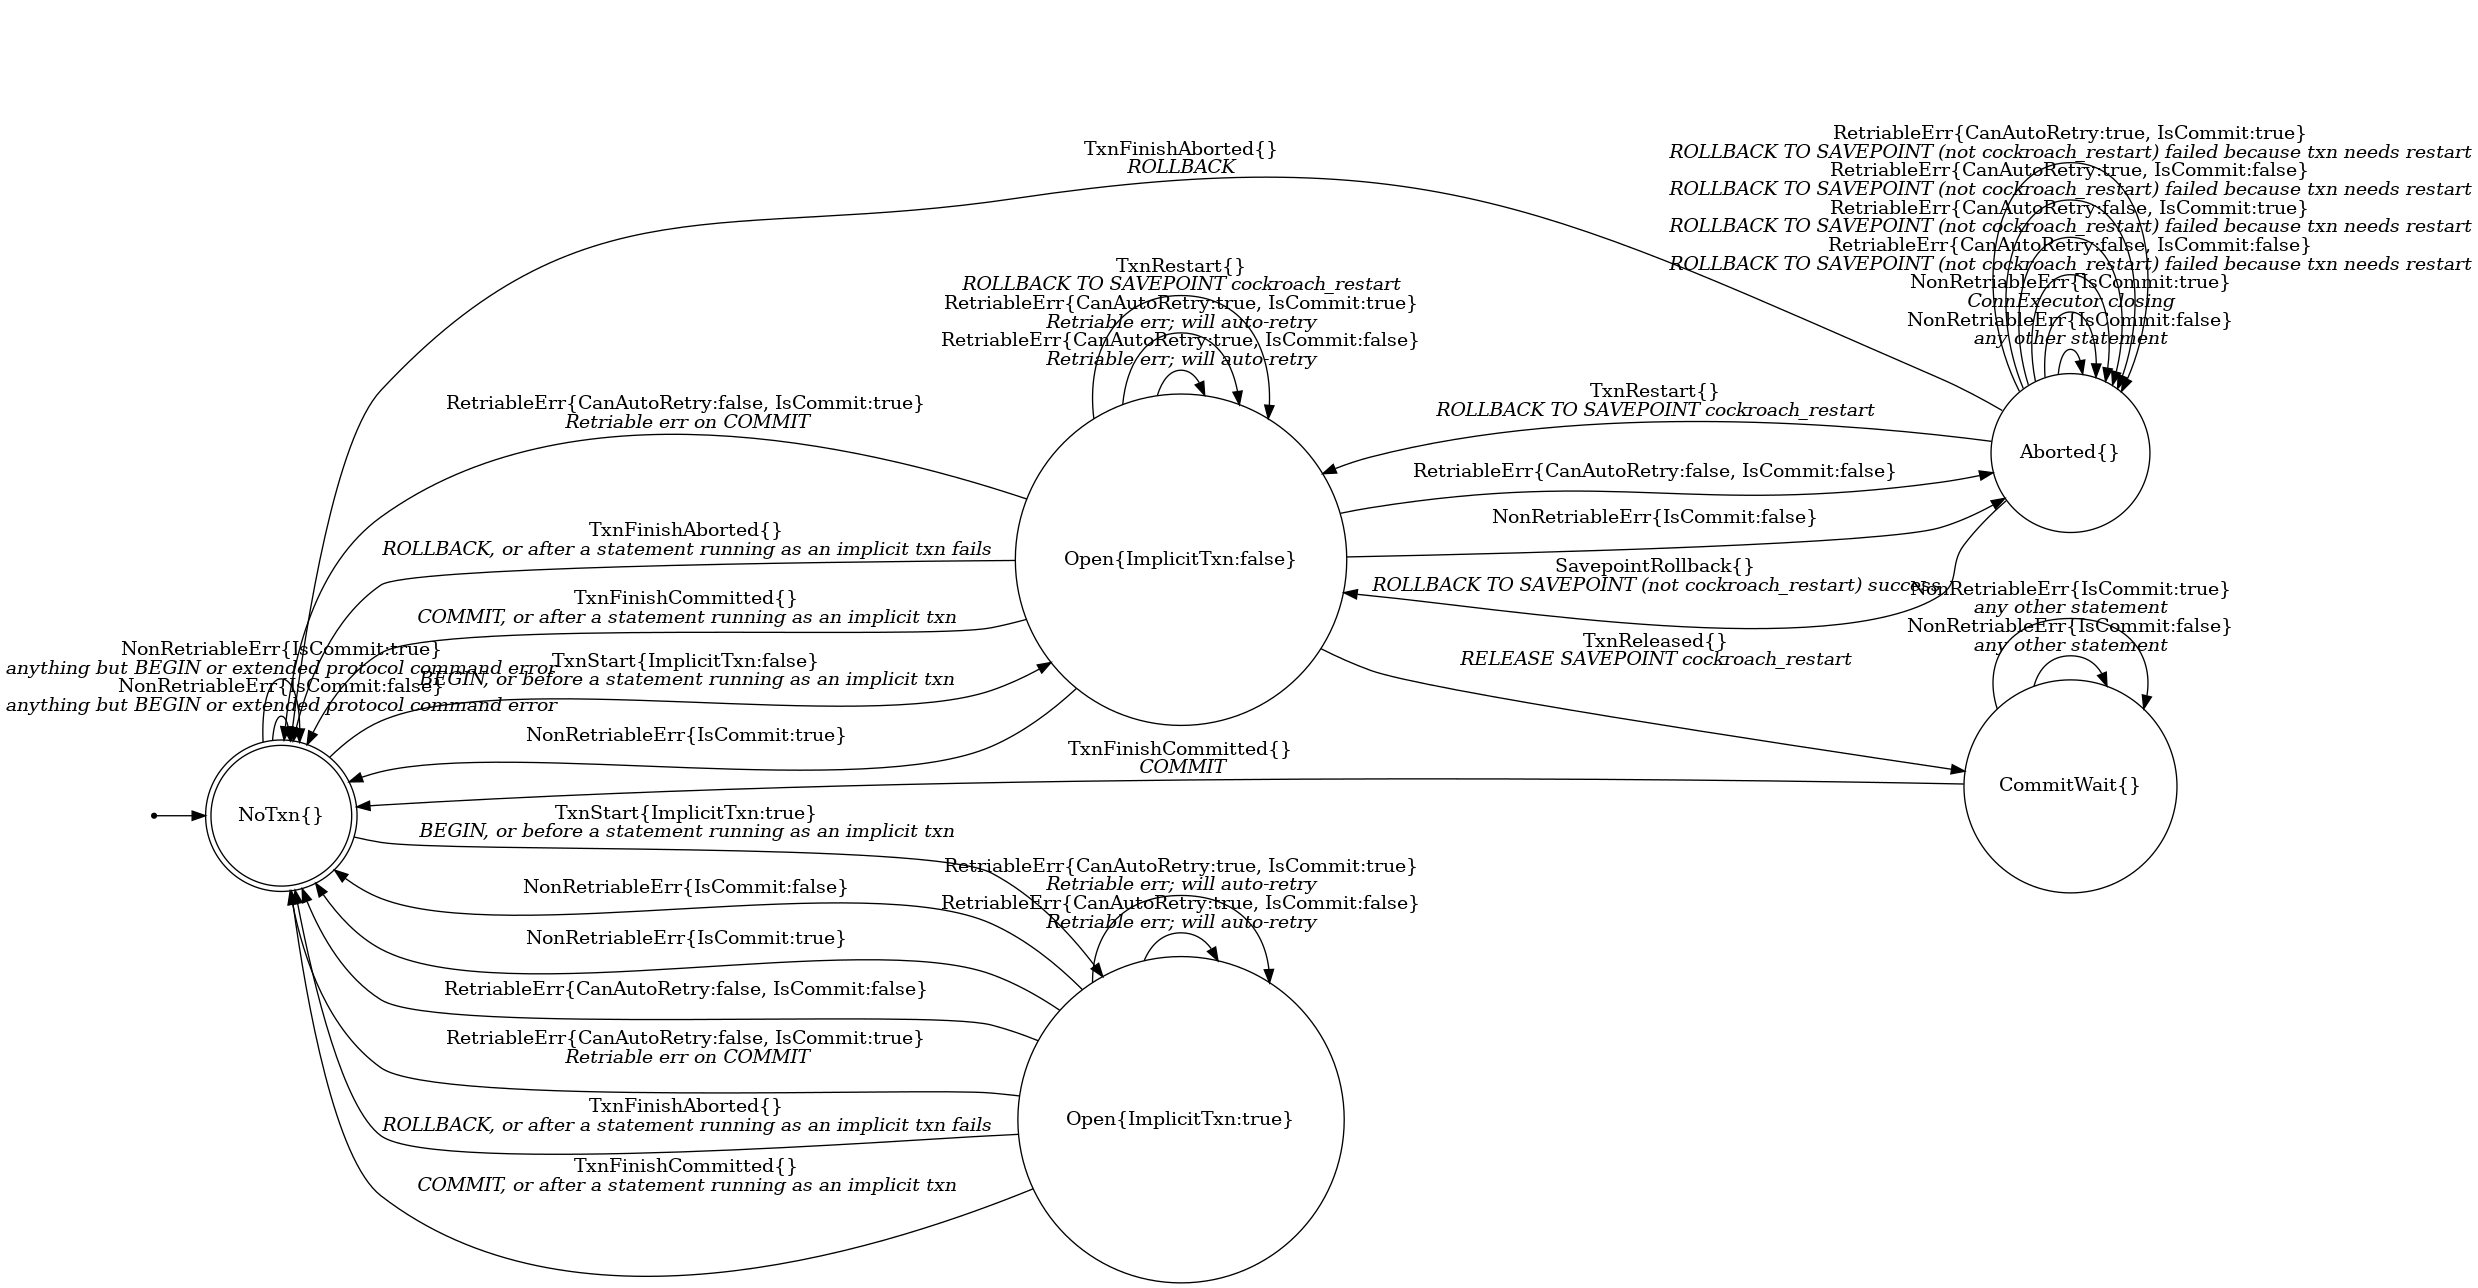 TxnFinishAborted{}
ROLLBACK
RetriableErr{CanAutoRetry:true, IsCommit:true}
ROLLBACK TO SAVEPOINT (not cockroach_restart) failed because txn needs restart
RetriableErr{CanAutoRetry:true, IsCommit:false}
ROLLBACK TO SAVEPOINT (not cockroach_restart) failed because txn needs restart
RetriableErr{CanAutoRetry:false, IsCommit:true}
ROLLBACK TO SAVEPOINT (not cockroach_restart) failed because txn needs restart
RetriableErr{CanAutoRetry:false, IsCommit:false}
ROLLBACK TO SAVEPOINT (not cockroach_restart) failed because txn needs restart
NonRetriableErr{IsCommit:true}
ConnExecutor closing
NonRetriableErr{IsCommit:false}
any other statement
Aborted{}
TxnRestart{}
ROLLBACK TO SAVEPOINT cockroach_restart
RetriableErr{CanAutoRetry:true, IsCommit:true}
Retriable err; will auto-retry
RetriableErr{CanAutoRetry:true, IsCommit:false}
Retriable err; will auto-retry
Open{ImplicitTxn:false}
TxnRestart{}
ROLLBACK TO SAVEPOINT cockroach_restart
RetriableErr{CanAutoRetry:false, IsCommit:false}
NonRetriableErr{IsCommit:false}
SavepointRollback{}
ROLLBACK TO SAVEPOINT (not cockroach_restart) success
TxnReleased{}
RELEASE SAVEPOINT cockroach_restart
NonRetriableErr{IsCommit:true}
any other statement
NonRetriableErr{IsCommit:false}
any other statement
CommitWait{}
RetriableErr{CanAutoRetry:false, IsCommit:true}
Retriable err on COMMIT
TxnFinishAborted{}
ROLLBACK, or after a statement running as an implicit txn fails
TxnFinishCommitted{}
COMMIT, or after a statement running as an implicit txn
NonRetriableErr{IsCommit:true}
anything but BEGIN or extended protocol command error
NonRetriableErr{IsCommit:false}
anything but BEGIN or extended protocol command error
TxnStart{ImplicitTxn:false}
BEGIN, or before a statement running as an implicit txn
NonRetriableErr{IsCommit:true}
TxnFinishCommitted{}
COMMIT
NoTxn{}
TxnStart{ImplicitTxn:true}
BEGIN, or before a statement running as an implicit txn
NonRetriableErr{IsCommit:false}
NonRetriableErr{IsCommit:true}
RetriableErr{CanAutoRetry:false, IsCommit:false}
RetriableErr{CanAutoRetry:false, IsCommit:true}
Retriable err on COMMIT
TxnFinishAborted{}
ROLLBACK, or after a statement running as an implicit txn fails
TxnFinishCommitted{}
COMMIT, or after a statement running as an implicit txn
RetriableErr{CanAutoRetry:true, IsCommit:true}
Retriable err; will auto-retry
RetriableErr{CanAutoRetry:true, IsCommit:false}
Retriable err; will auto-retry
Open{ImplicitTxn:true}